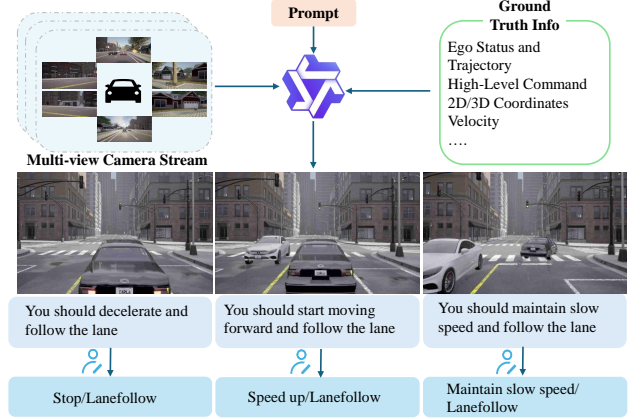 Prompt
Ground
Truth Info
Ego Status and
Trajectory
High-Level Command
2D/3D Coordinates
Velocity
....
Multi-view Camera Stream
You should decelerate and
follow the lane
You should start moving
forward and follow the lane
You should maintain slow
speed and follow the lane
Stop/Lanefollow
Speed up/Lanefollow
Maintain slow speed/
Lanefollow